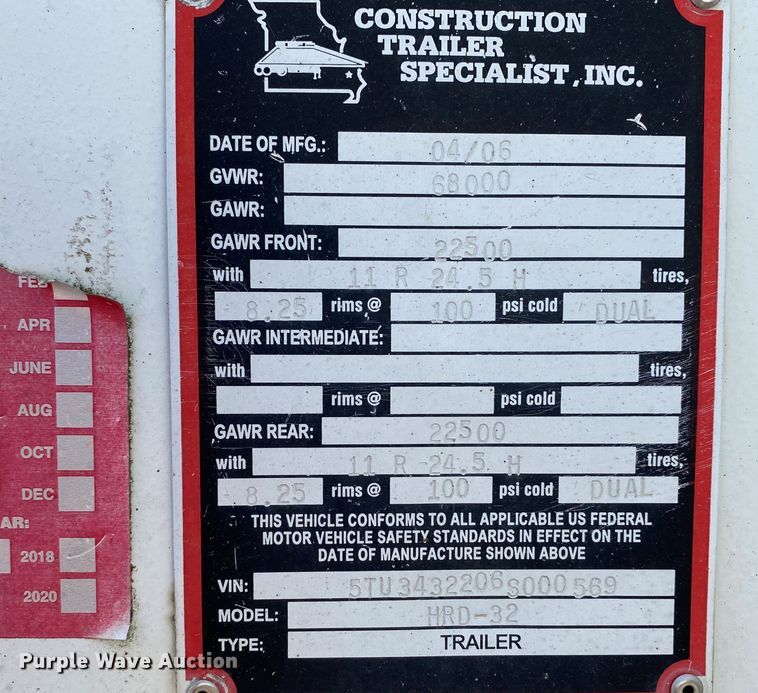 CONSTRUCTION
TRAILER
SPECIALIST, INC.
DATE OF MFG.: 04/06
GVWR: 68000
GAWR:
GAWR FRONT: 22500
with 11 R 24.5 H tires,
8.25 rims @ 100 psi cold DUAL
GAWR INTERMEDIATE:
with tires,
rims @ psi cold
GAWR REAR: 22500
with 11 R 24.5 H tires,
8.25 rims @ 100 psi cold DUAL
THIS VEHICLE CONFORMS TO ALL APPLICABLE US FEDERAL
MOTOR VEHICLE SAFETY STANDARDS IN EFFECT ON THE
DATE OF MANUFACTURE SHOWN ABOVE
VIN: 5TU3432206S000569
MODEL: HRD-32
TYPE: TRAILER
FEB
APR
JUNE
AUG
OCT
DEC
AR:
2018
2020
Purple Wave Auction